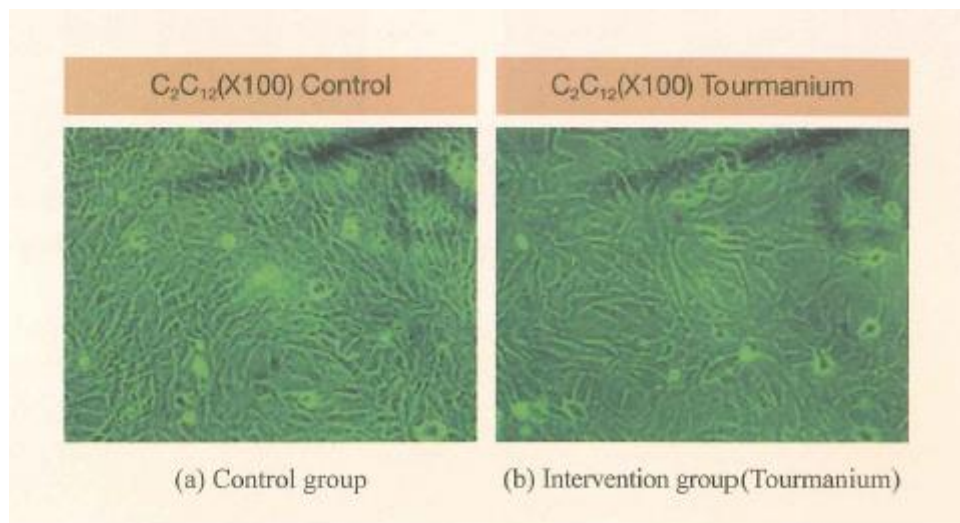 C₂C₁₂(X100) Control
C₂C₁₂(X100) Tourmanium
(a) Control group
(b) Intervention group(Tourmanium)